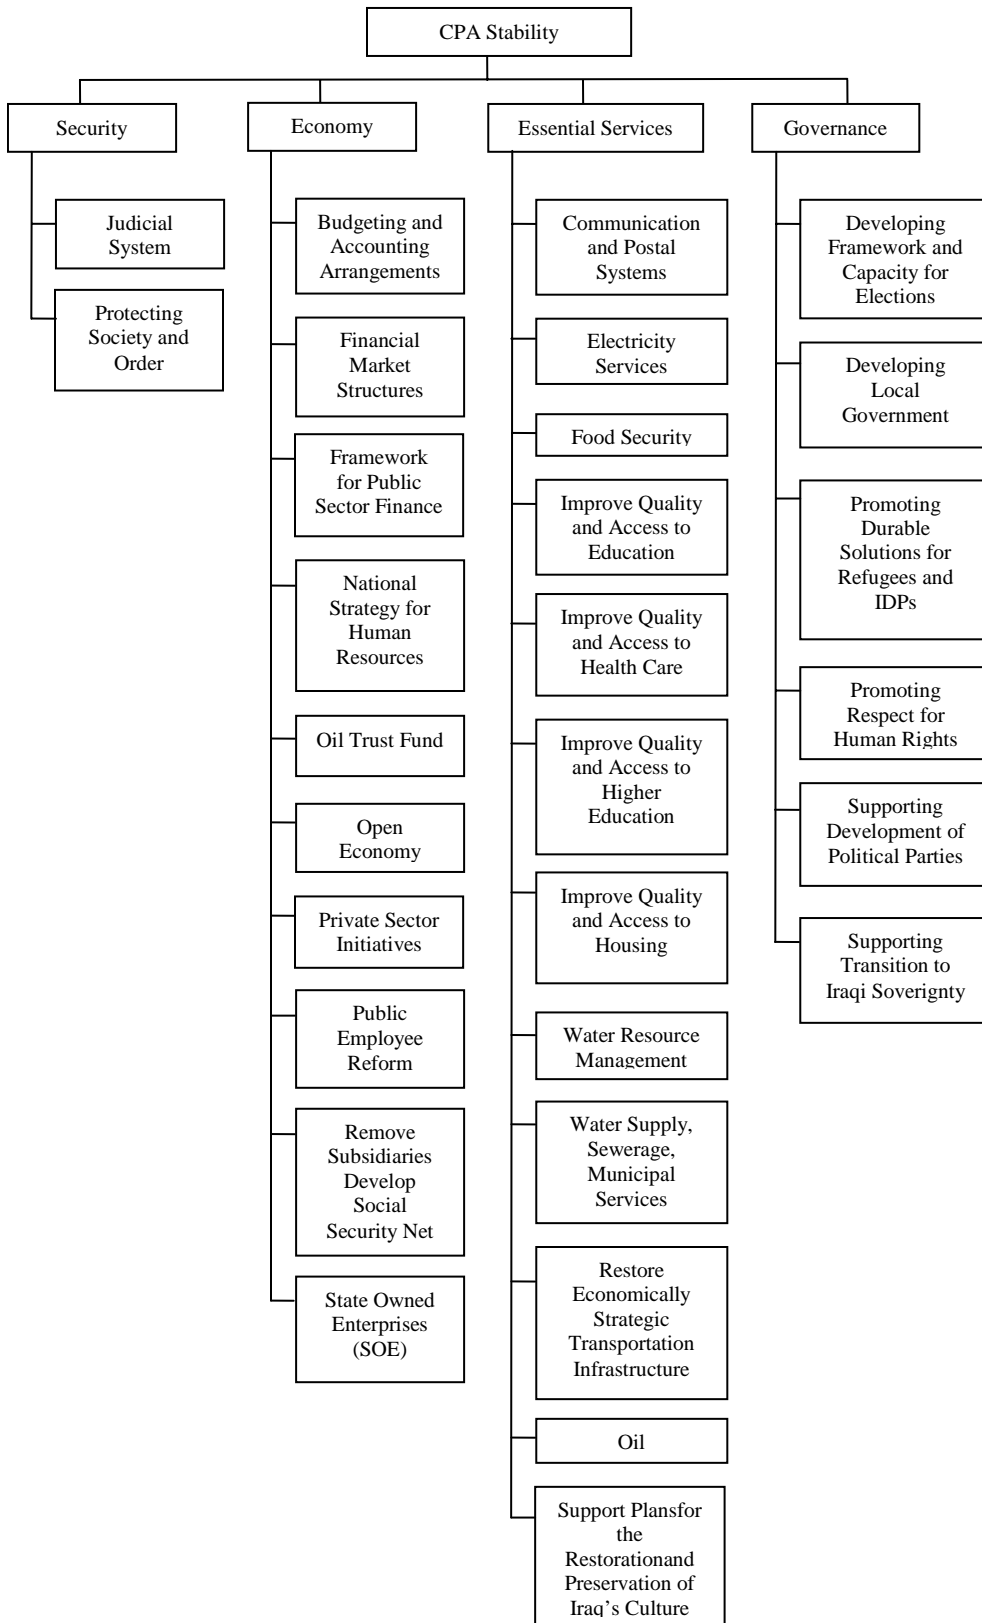 CPA Stability
Security
Economy
Essential Services
Governance
Judicial
System
Protecting
Society and
Order
Budgeting and
Accounting
Arrangements
Financial
Market
Structures
Framework
for Public
Sector Finance
National
Strategy for
Human
Resources
Oil Trust Fund
Open
Economy
Private Sector
Initiatives
Public
Employee
Reform
Remove
Subsidiaries
Develop
Social
Security Net
State Owned
Enterprises
(SOE)
Communication
and Postal
Systems
Electricity
Services
Food Security
Improve Quality
and Access to
Education
Improve Quality
and Access to
Health Care
Improve Quality
and Access to
Higher
Education
Improve Quality
and Access to
Housing
Water Resource
Management
Water Supply,
Sewerage,
Municipal
Services
Restore
Economically
Strategic
Transportation
Infrastructure
Oil
Support Plansfor
the
Restorationand
Preservation of
Iraq's Culture
Developing
Framework and
Capacity for
Elections
Developing
Local
Government
Promoting
Durable
Solutions for
Refugees and
IDPs
Promoting
Respect for
Human Rights
Supporting
Development of
Political Parties
Supporting
Transition to
Iraqi Soverignty